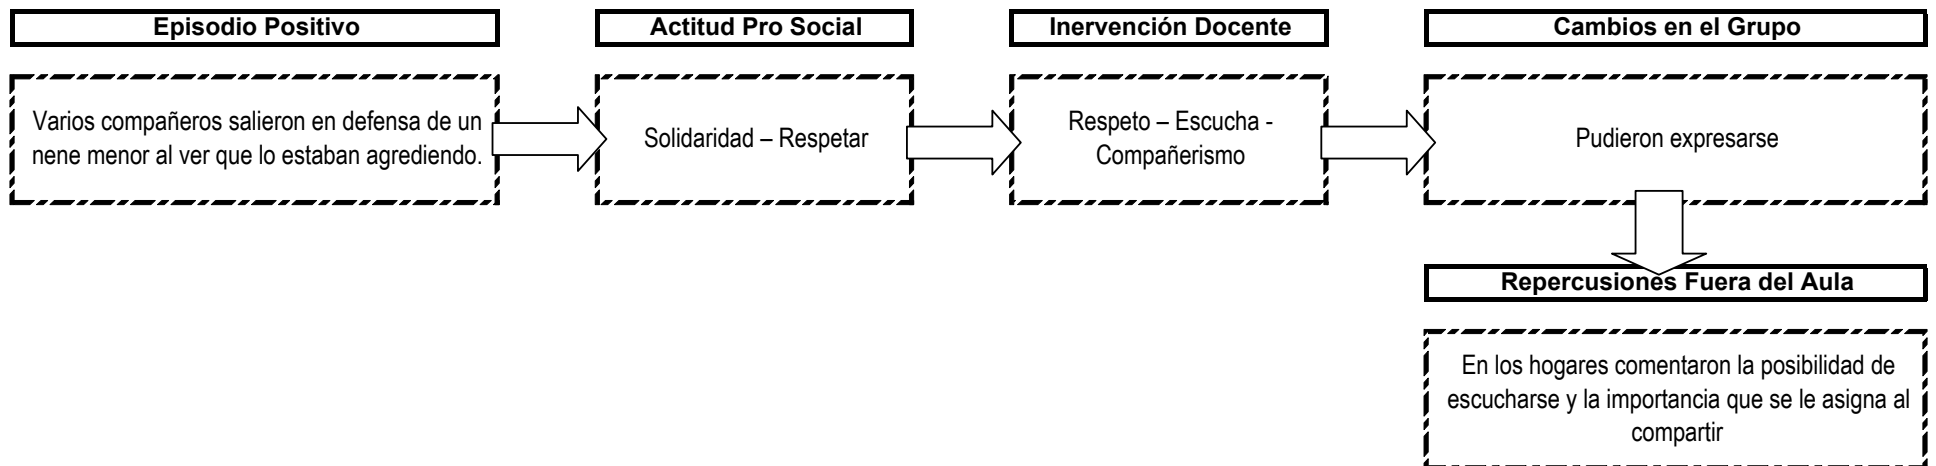 Episodio Positivo
Varios compañeros salieron en defensa de un
nene menor al ver que lo estaban agrediendo.
Actitud Pro Social
Solidaridad – Respetar
Inervención Docente
Respeto – Escucha -
Compañerismo
Cambios en el Grupo
Pudieron expresarse
Repercusiones Fuera del Aula
En los hogares comentaron la posibilidad de
escucharse y la importancia que se le asigna al
compartir